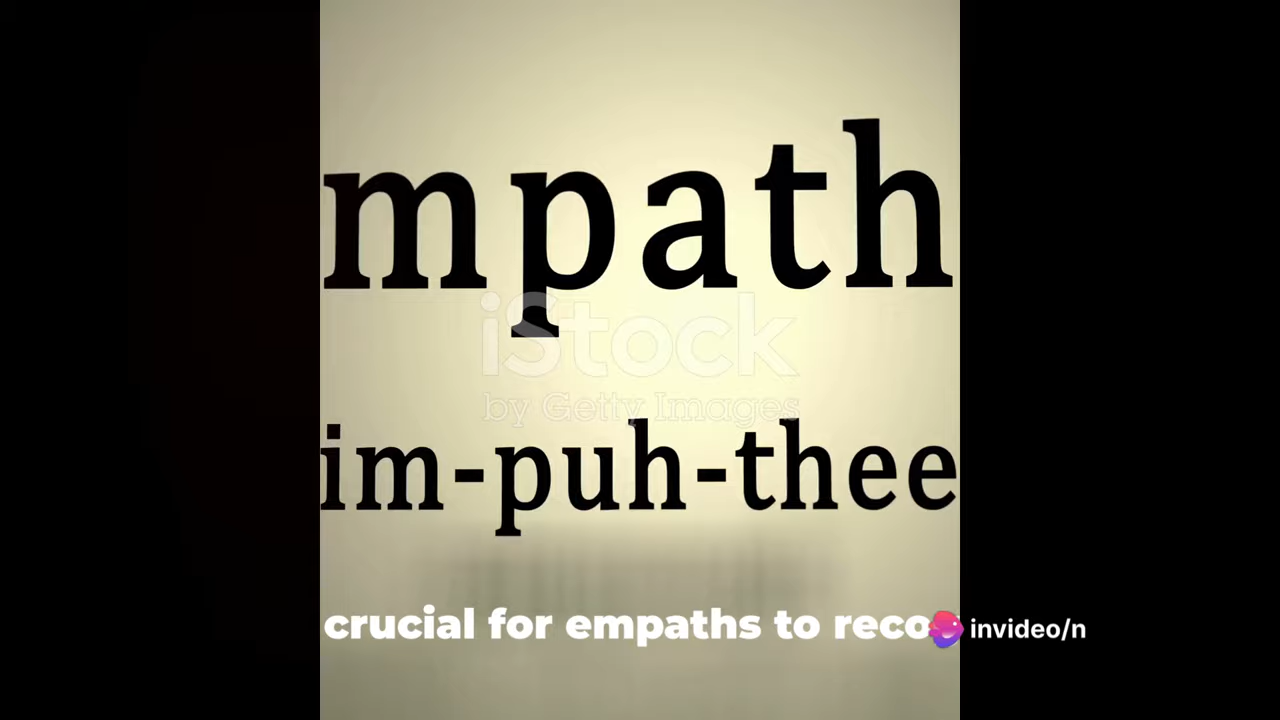 mpath
iStock
by Getty Images
im-puh-thee
crucial for empaths to reco
invideo/n